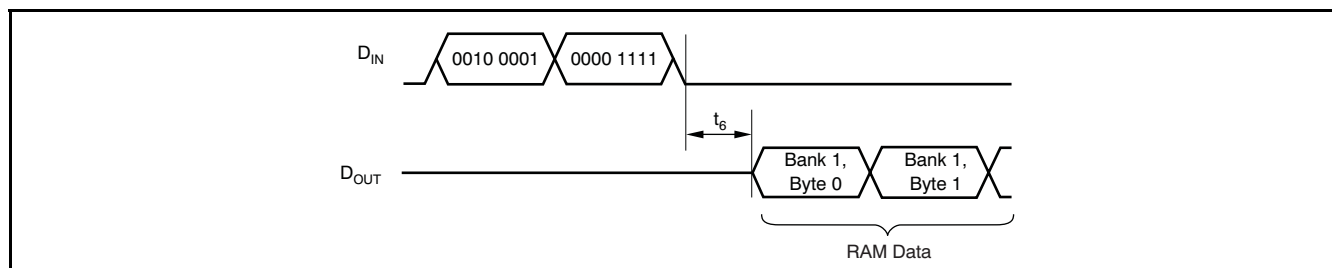 D_IN
0010 0001
0000 1111
t_6
D_OUT
Bank 1,
Byte 0
Bank 1,
Byte 1
RAM Data